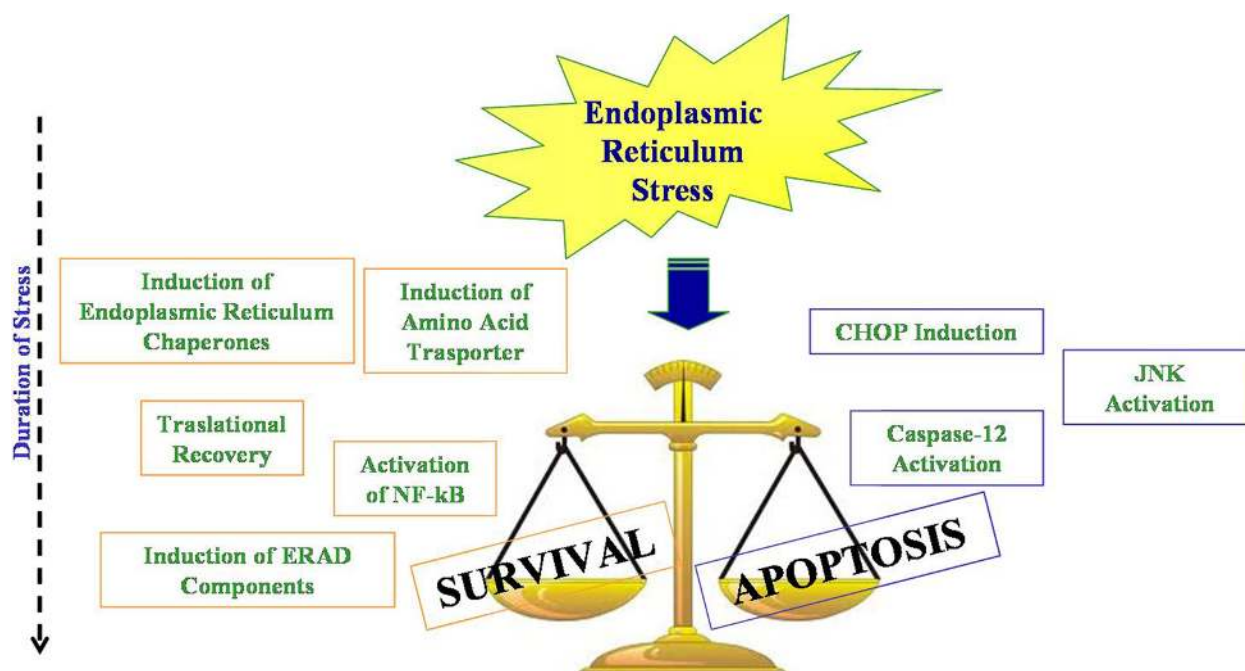 Endoplasmic
Reticulum
Stress
Duration of Stress
Induction of
Endoplasmic Reticulum
Chaperones
Induction of
Amino Acid
Trasporter
CHOP Induction
JNK
Activation
Traslational
Recovery
Activation
of NF-kB
Caspase-12
Activation
Induction of ERAD
Components
SURVIVAL
APOPTOSIS